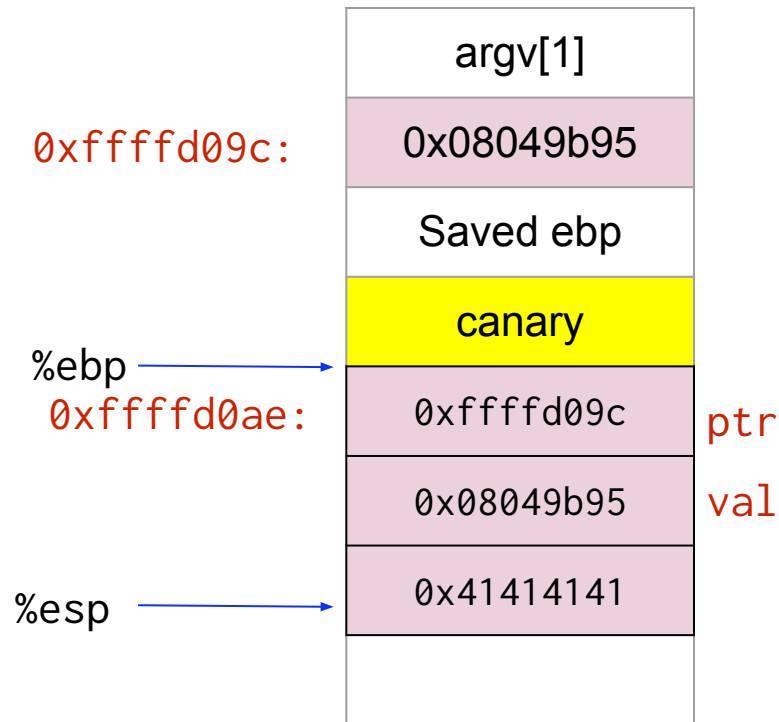 argv[1]
0xffffd09c: 0x08049b95
Saved ebp
canary
%ebp
0xffffd0ae: 0xffffd09c ptr
0x08049b95 val
%esp 0x41414141